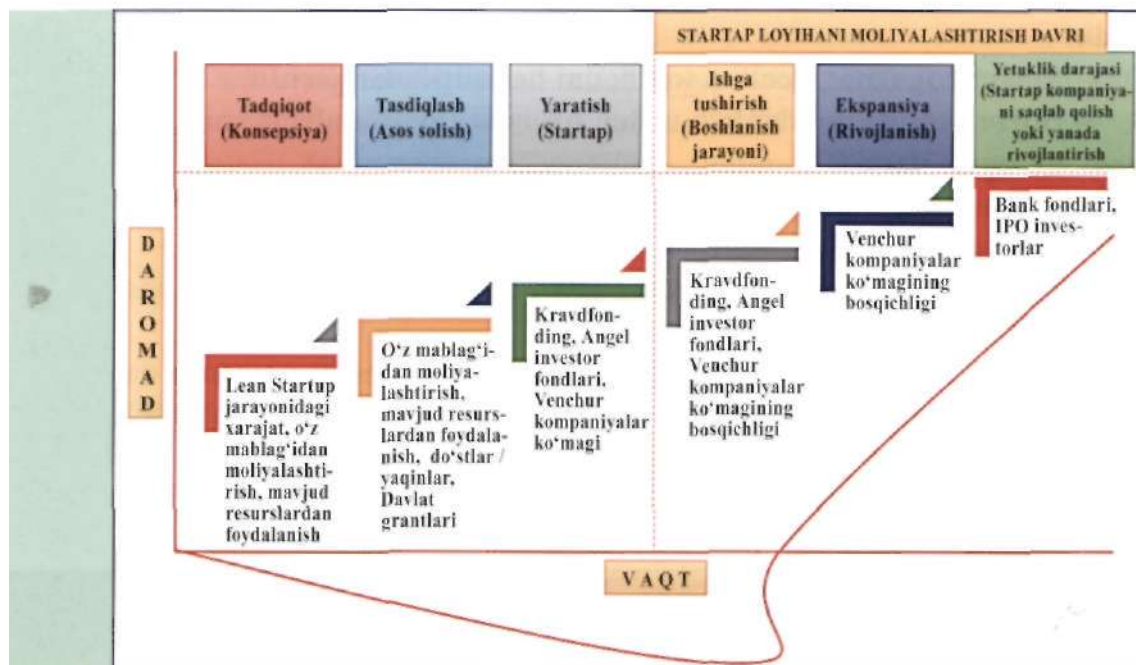 STARTAP LOYIHANI MOLIYALASHTIRISH DAVRI
Tadqiqot
(Konsepsiya)
Tasdiqlash
(Asos solish)
Yaratish
(Startap)
Ishga
tushirish
(Boshlanish
jarayoni)
Ekspansiya
(Rivojlanish)
Yetuklik darajasi
(Startap kompaniya-
ni saqlab qolish
yoki yanada
rivojlantirish
DAROMAD
Lean Startup
jarayonidagi
xarajat, o‘z
mablag‘idan
moliyalashti-
rish, mavjud
resurslardan
foydalanish
O‘z mablag‘i-
dan moliya-
lashtirish,
mavjud resurs-
lardan foydala-
nish, do‘stlar /
yaqinlar,
Davlat
grantlari
Kravdfon-
ding, Angel
investor
fondlari,
Venchur
kompaniyalar
ko‘magi
Kravdfon-
ding, Angel
investor
fondlari,
Venchur
kompaniyalar
ko‘magining
bosqichligi
Venchur
kompaniyalar
ko‘magining
bosqichligi
Bank fondlari,
IPO inves-
torlar
VAQT